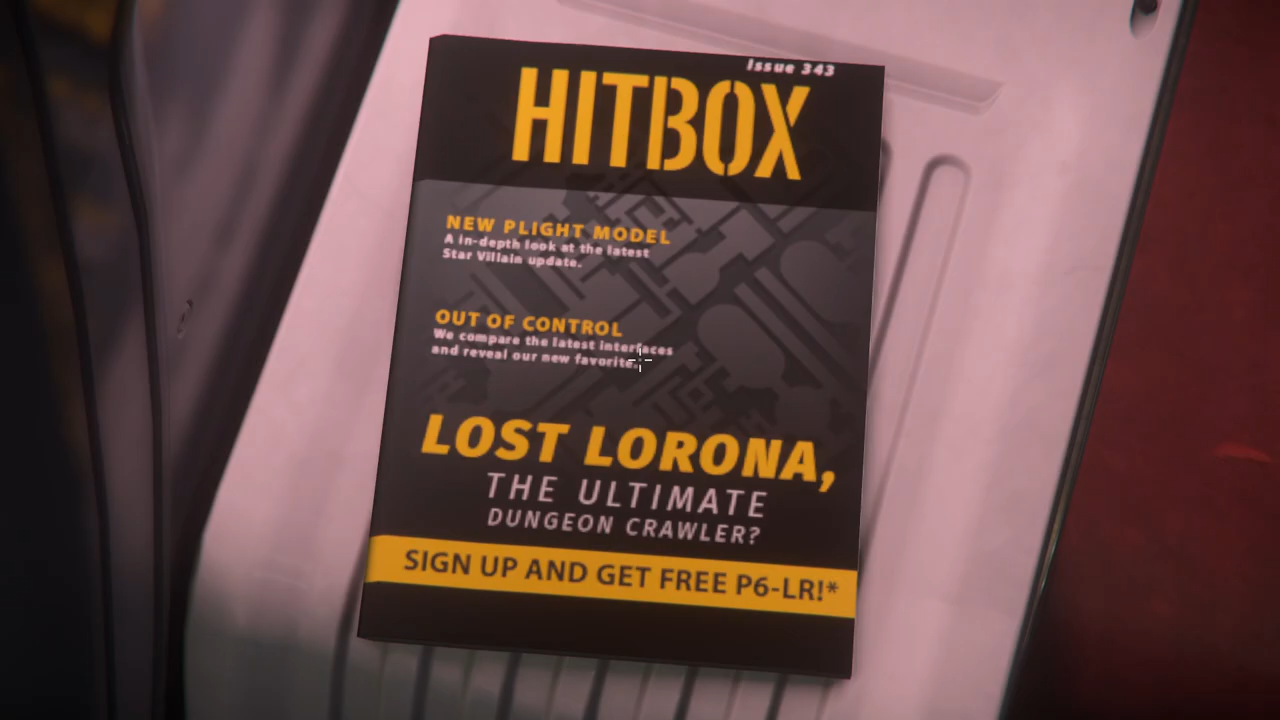 Issue 343
HITBOX
NEW PLIGHT MODEL
A in-depth look at the latest
Star Villain update.
OUT OF CONTROL
We compare the latest interfaces
and reveal our new favorite.
LOST LORONA,
THE ULTIMATE
DUNGEON CRAWLER?
SIGN UP AND GET FREE P6-LR!*